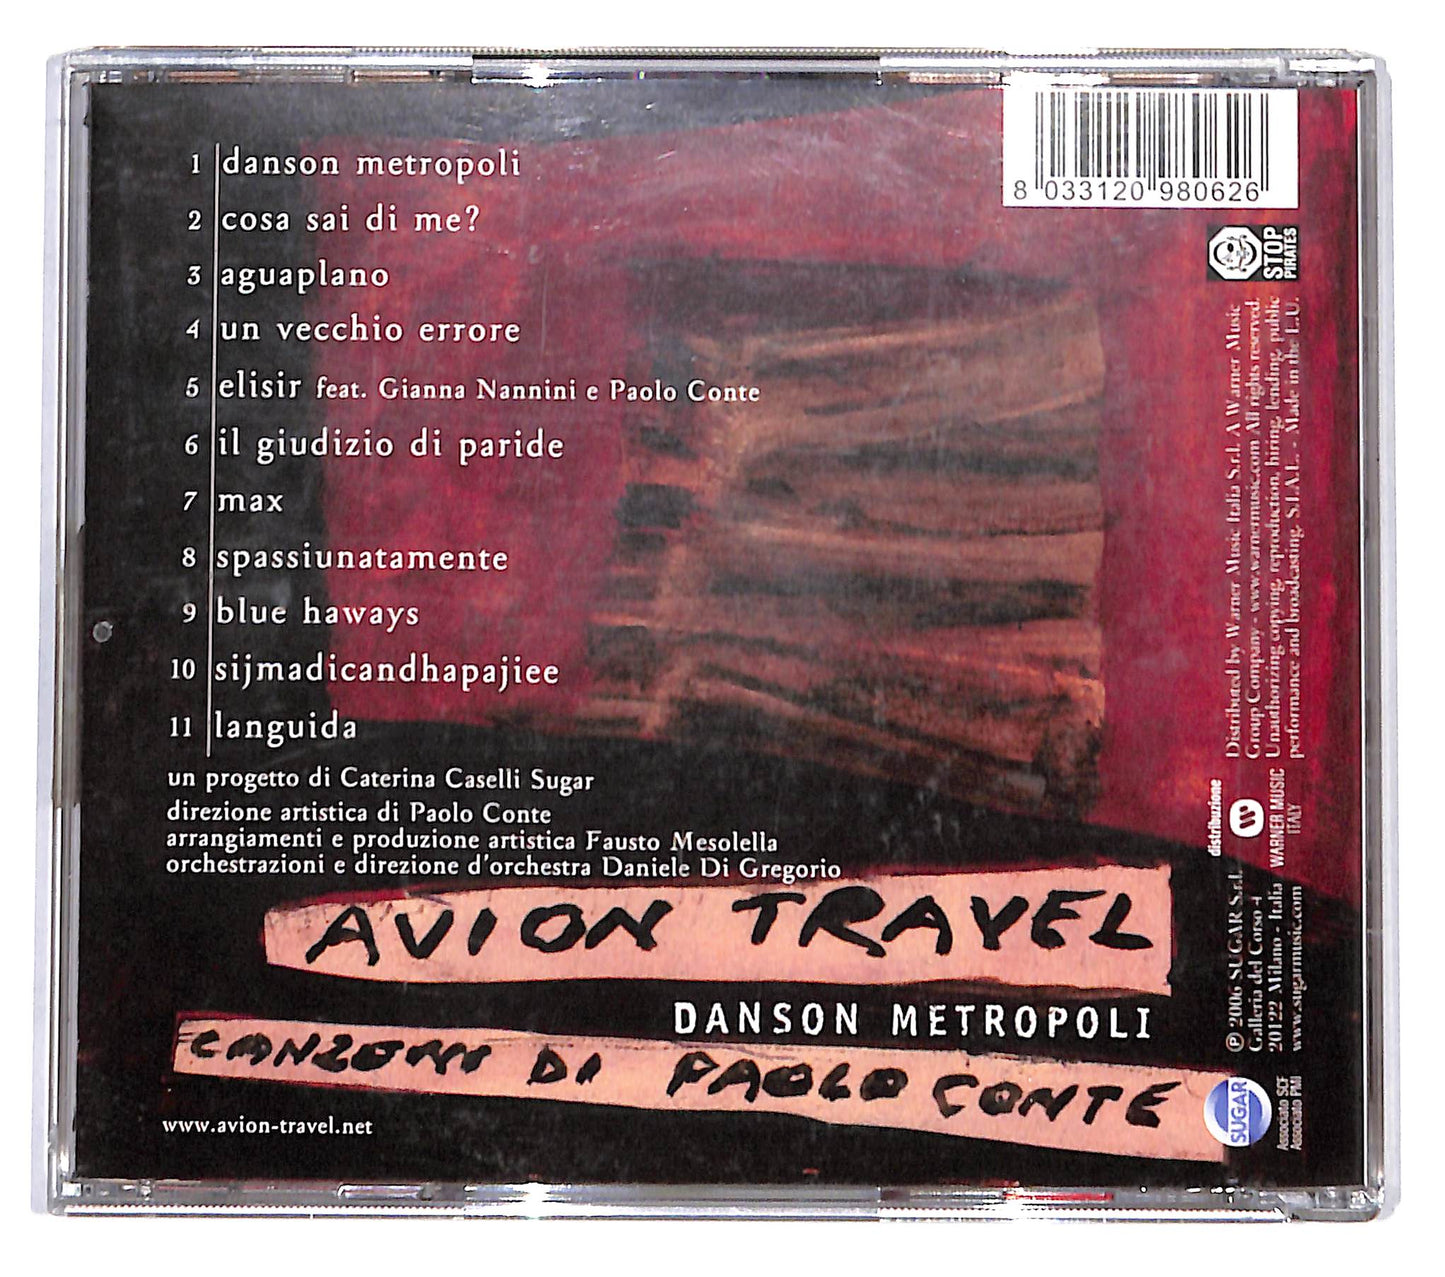 1 danson metropoli
2 cosa sai di me?
3 aguaplano
4 un vecchio errore
5 elisir feat. Gianna Nannini e Paolo Conte
6 il giudizio di paride
7 max
8 spassiunatamente
9 blue haways
10 sijmadicandhapajiee
11 languida
un progetto di Caterina Caselli Sugar
direzione artistica di Paolo Conte
arrangiamenti e produzione artistica Fausto Mesolella
orchestrazioni e direzione d'orchestra Daniele Di Gregorio
AVION TRAVEL
DANSON METROPOLI
CANZONI DI PAOLO CONTE
www.avion-travel.net
8 033120 980626
STOP
PIRATES
Distributed by Warner Music Italia S.r.l. A Warner Music
Group Company - www.warnermusic.com All rights reserved.
Unauthorizing copying, reproduction, hiring, lending, public
performance and broadcasting. S.I.A.E. - Made in the E.U.
distribuzione
WARNER MUSIC
ITALY
℗ 2006 SUGAR S.r.l.
Galleria del Corso 4
20122 Milano - Italia
www.sugarmusic.com
SUGAR
Associato SCF
Associato PMI